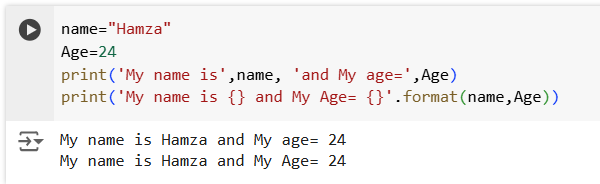 name="Hamza"
Age=24
print('My name is',name, 'and My age=',Age)
print('My name is {} and My Age= {}'.format(name,Age))
My name is Hamza and My age= 24
My name is Hamza and My Age= 24